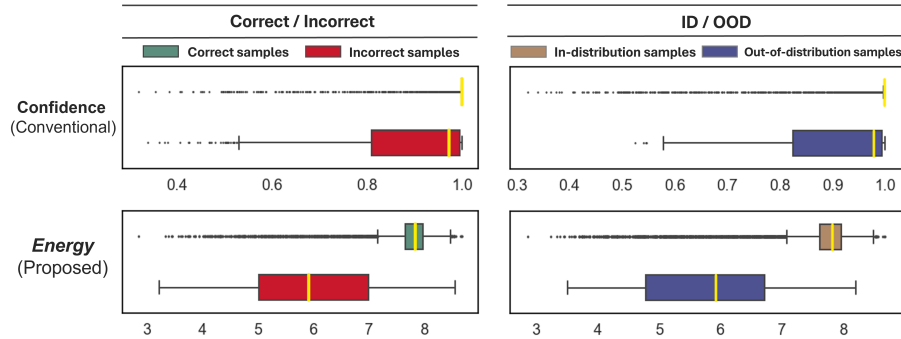 Correct / Incorrect
ID / OOD
Correct samples
Incorrect samples
In-distribution samples
Out-of-distribution samples
Confidence
(Conventional)
0.4 0.6 0.8 1.0
0.3 0.4 0.5 0.6 0.7 0.8 0.9 1.0
Energy
(Proposed)
3 4 5 6 7 8
3 4 5 6 7 8